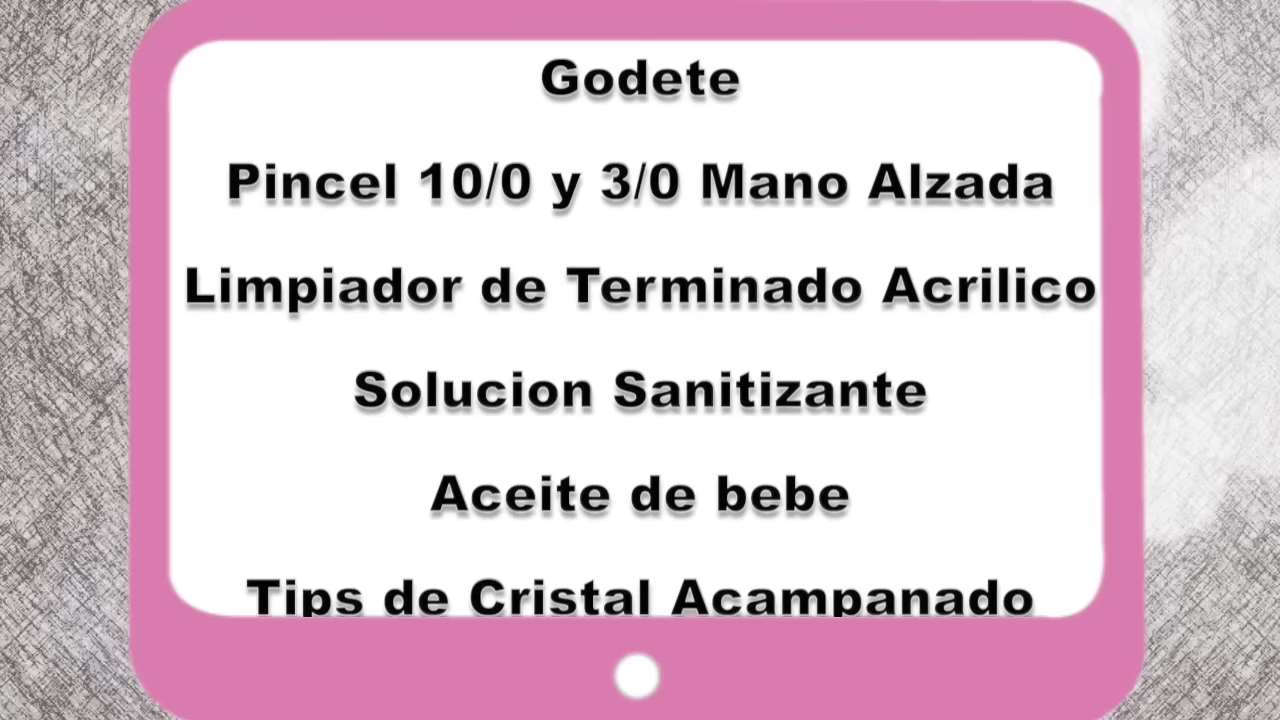 Godete
Pincel 10/0 y 3/0 Mano Alzada
Limpiador de Terminado Acrilico
Solucion Sanitizante
Aceite de bebe
Tips de Cristal Acampanado